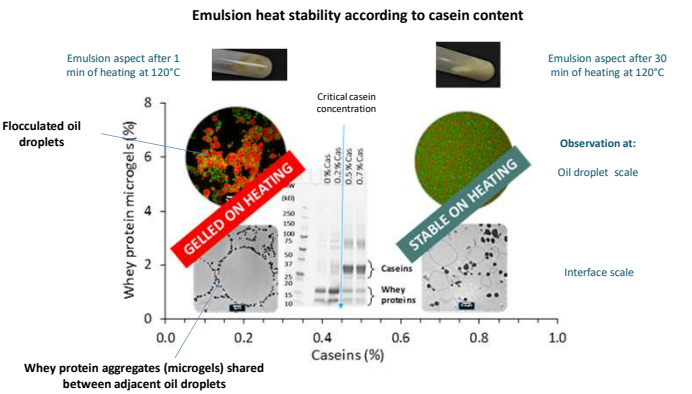 Emulsion heat stability according to casein content
Emulsion aspect after 1
min of heating at 120°C
Emulsion aspect after 30
min of heating at 120°C
Flocculated oil
droplets
Critical casein
concentration
Observation at:
Oil droplet scale
Interface scale
Whey protein microgels (%)
8
6
4
2
0
GELLED ON HEATING
STABLE ON HEATING
0% Cas
0.2% Cas
0.5% Cas
0.7% Cas
(kD)
250
150
100
75
50
37
25
20
15
10
Caseins
Whey
proteins
0.0
0.2
0.4
0.6
0.8
1.0
Caseins (%)
Whey protein aggregates (microgels) shared
between adjacent oil droplets